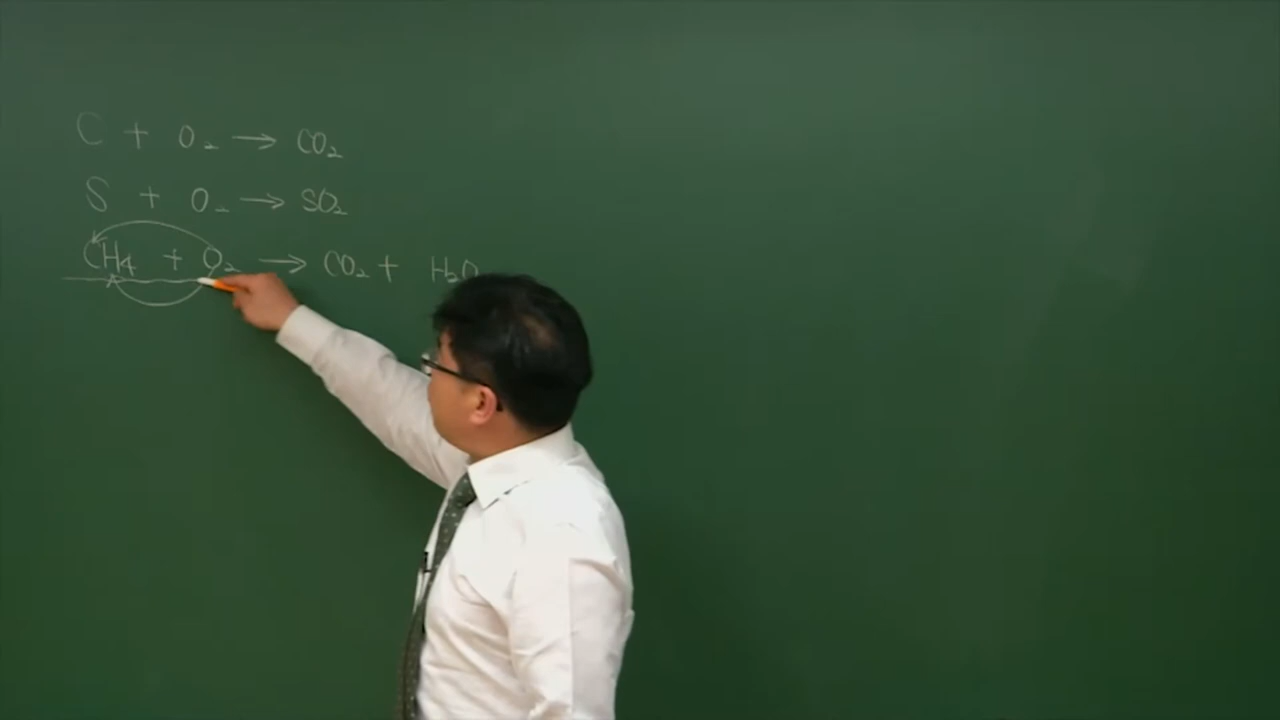 C + O₂ → CO₂
S + O₂ → SO₂
CH₄ + O₂ → CO₂ + H₂O